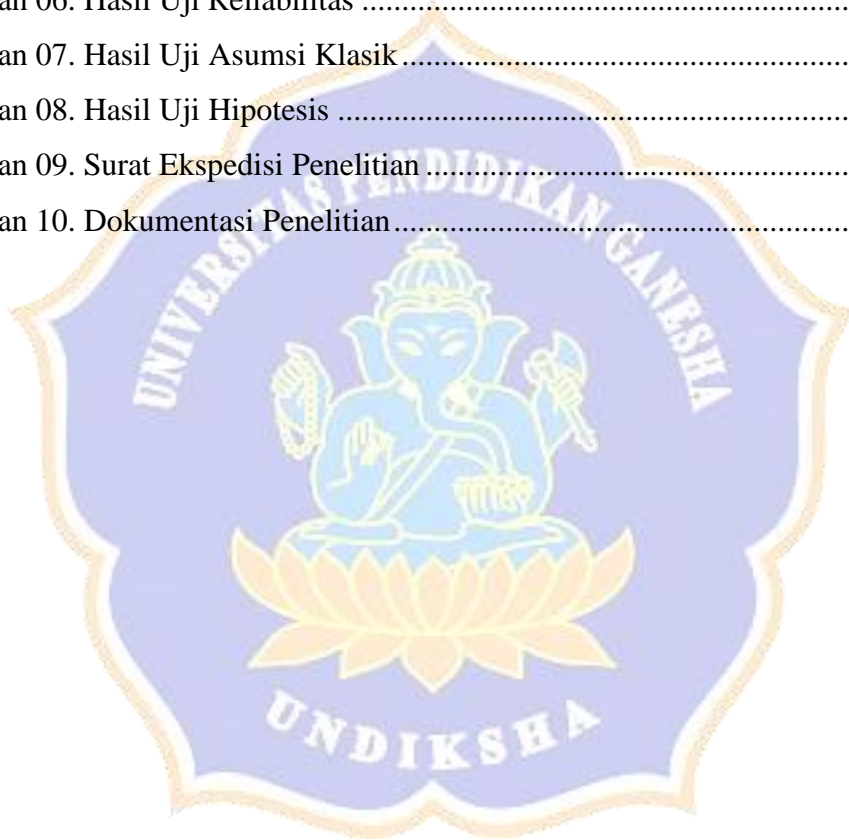 an 06. Hasil Uji Reliabilitas ............................................................
an 07. Hasil Uji Asumsi Klasik ............................................................
an 08. Hasil Uji Hipotesis ............................................................
an 09. Surat Ekspedisi Penelitian ............................................................
an 10. Dokumentasi Penelitian ............................................................
UNIVERSITAS PENDIDIKAN GANESHA
UNDIKSHA